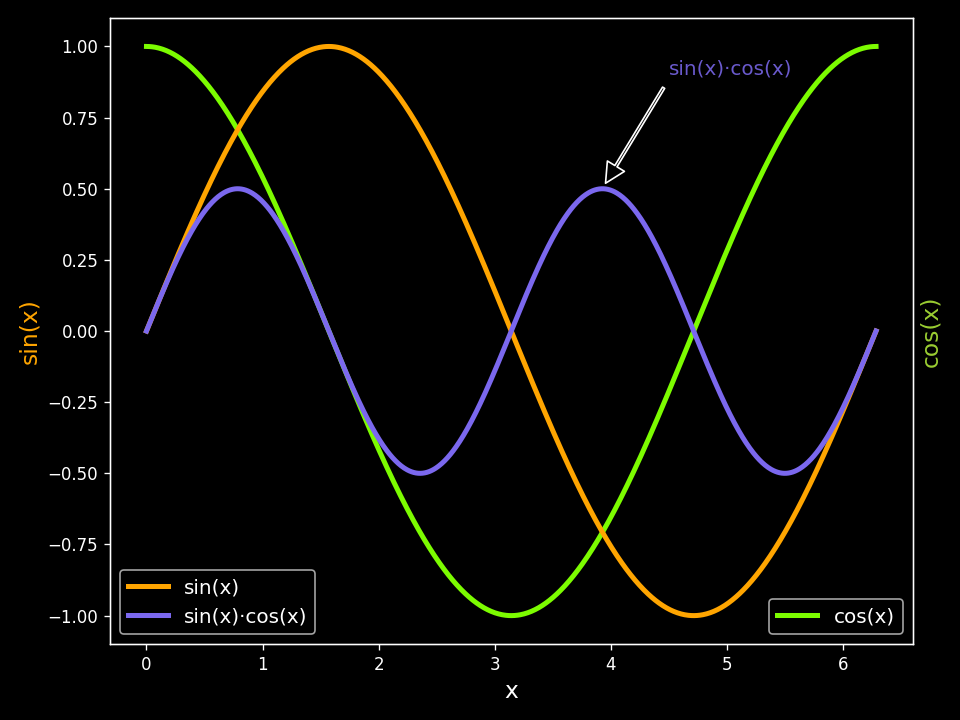 sin(x)·cos(x)
1.00
0.75
0.50
0.25
0.00
−0.25
−0.50
−0.75
−1.00
sin(x)
cos(x)
sin(x)
sin(x)·cos(x)
cos(x)
0 1 2 3 4 5 6
x